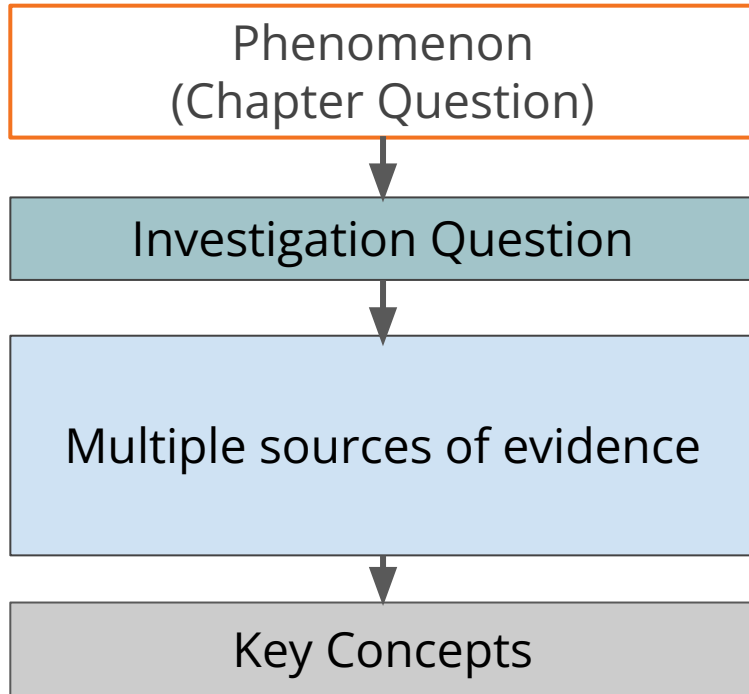 Phenomenon
(Chapter Question)
Investigation Question
Multiple sources of evidence
Key Concepts